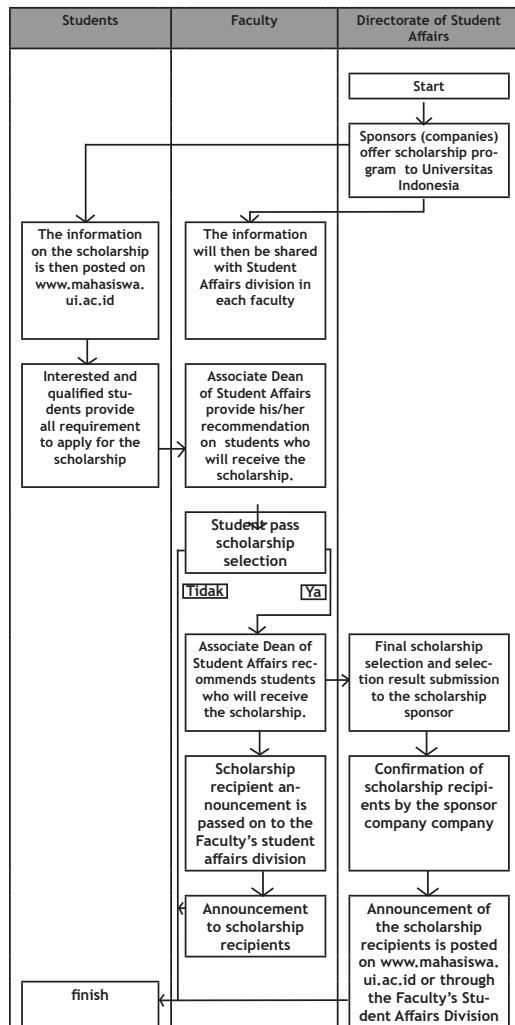 Students
Faculty
Directorate of Student
Affairs
Start
Sponsors (companies)
offer scholarship pro-
gram to Universitas
Indonesia
The information
on the scholarship
is then posted on
www.mahasiswa.
ui.ac.id
The information
will then be shared
with Student
Affairs division in
each faculty
Interested and
qualified stu-
dents provide
all requirement
to apply for the
scholarship
Associate Dean
of Student Affairs
provide his/her
recommendation
on students who
will receive the
scholarship.
Student pass
scholarship
selection
Tidak
Ya
Associate Dean of
Student Affairs rec-
ommends students
who will receive
the scholarship.
Final scholarship
selection and selec-
tion result submission
to the scholarship
sponsor
Scholarship
recipient an-
nouncement is
passed on to the
Faculty's student
affairs division
Confirmation of
scholarship recipi-
ents by the sponsor
company company
Announcement
to scholarship
recipients
Announcement of
the scholarship
recipients is posted
on www.mahasiswa.
ui.ac.id or through
the Faculty's Stu-
dent Affairs Division
finish